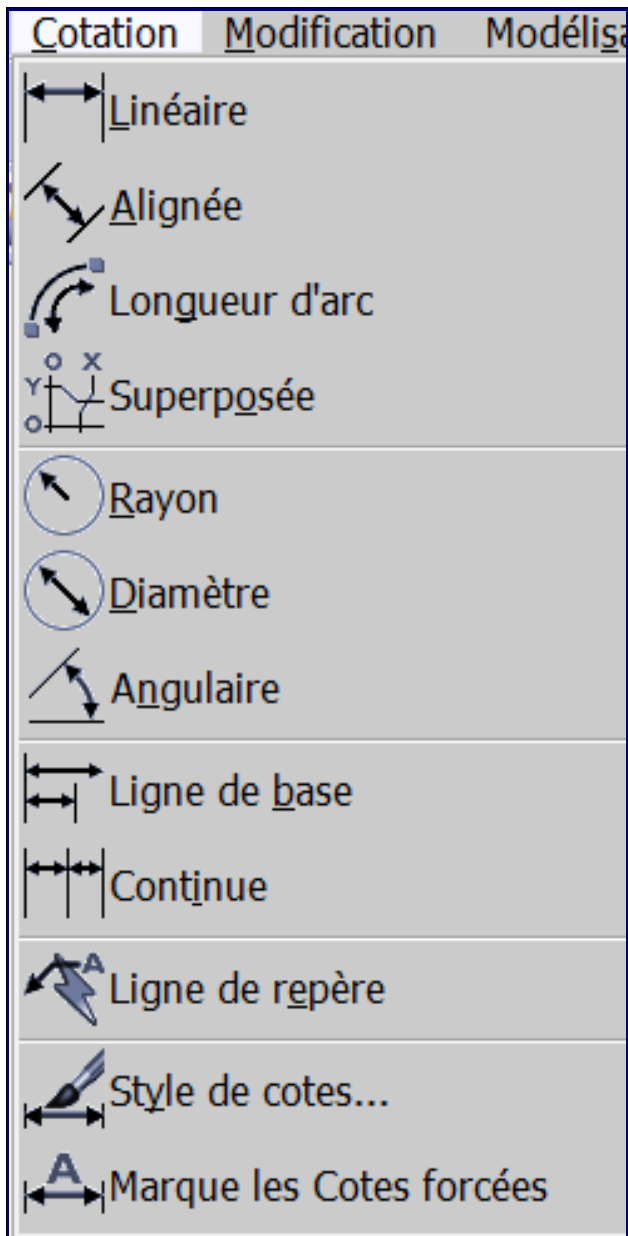 Cotation Modification Modélisa
Linéaire
Alignée
Longueur d'arc
O X
Y
O
Superposée
Rayon
Diamètre
Angulaire
Ligne de base
Continue
A
Ligne de repère
Style de cotes...
A
Marque les Cotes forcées